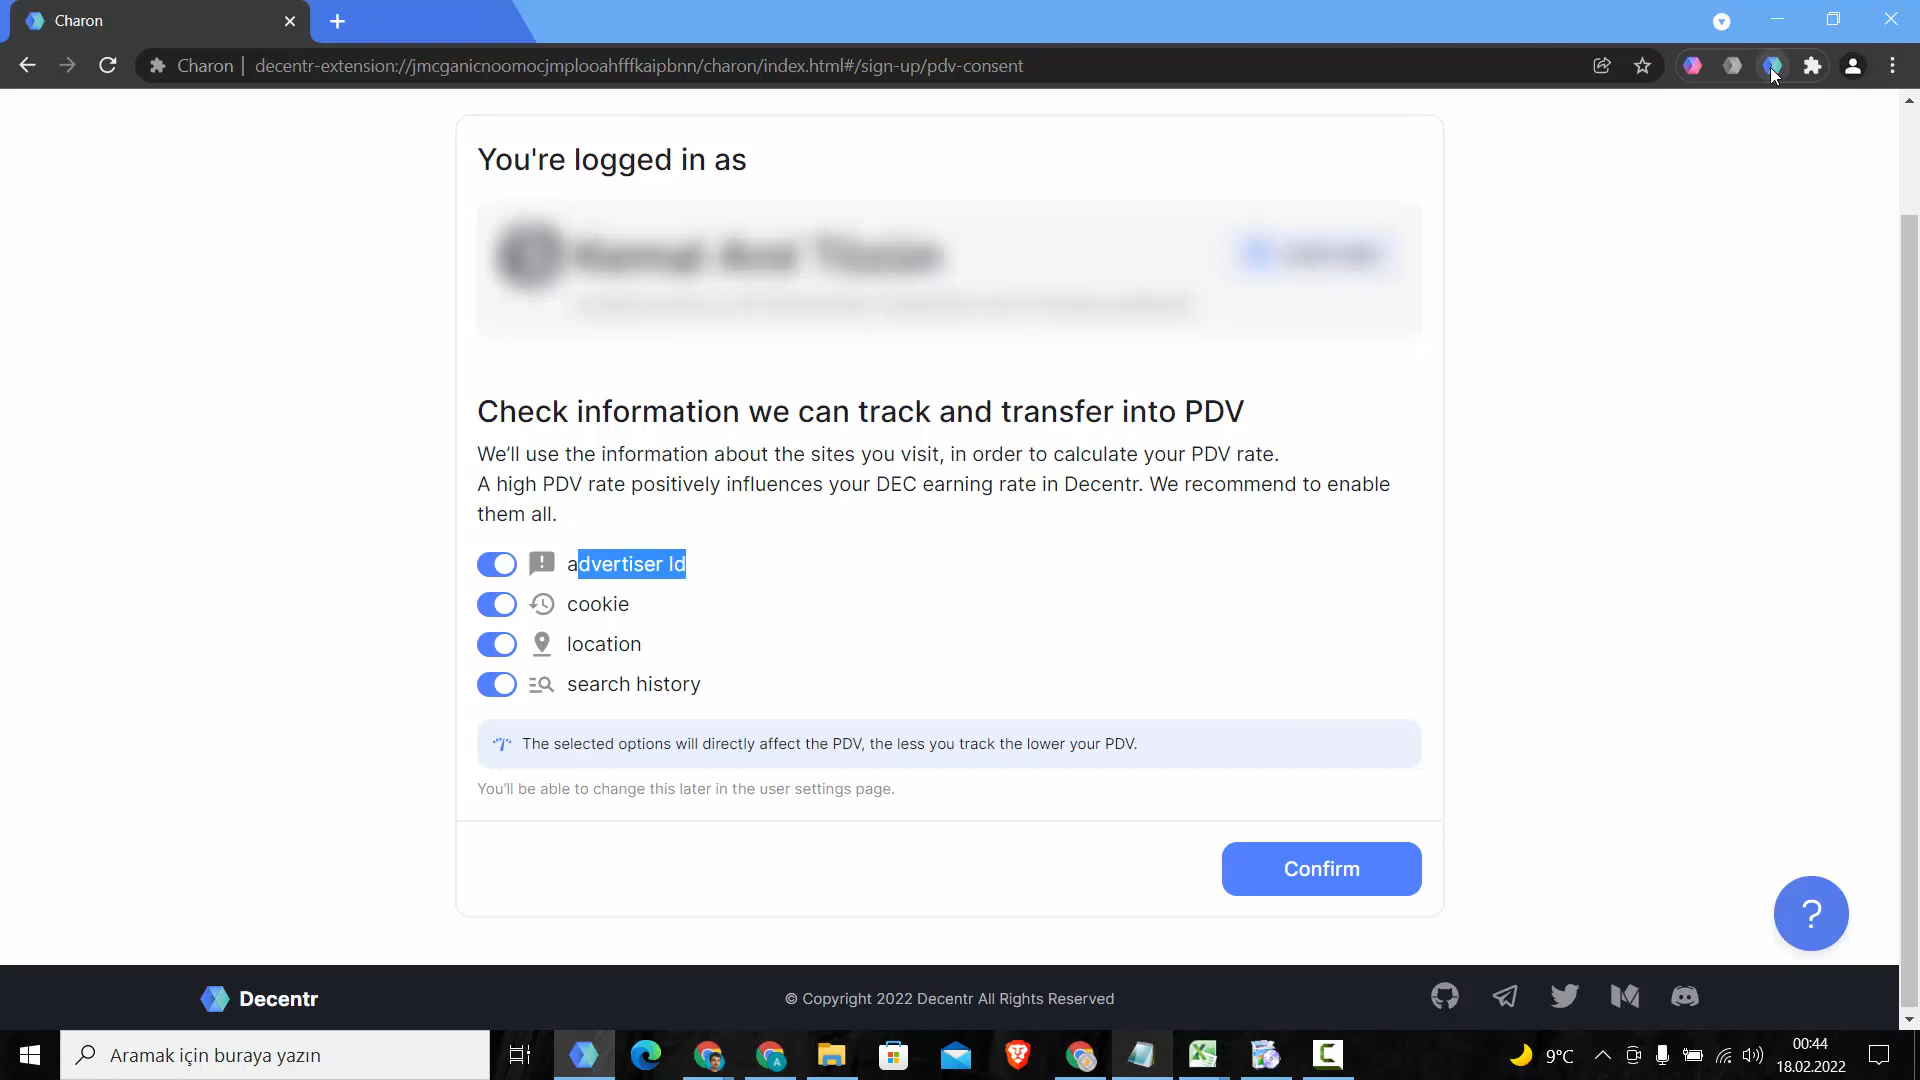 Charon
Charon | decentr-extension://jmcganicnoomocjmplooahfffkaipbnn/charon/index.html#/sign-up/pdv-consent
You're logged in as
Check information we can track and transfer into PDV
We'll use the information about the sites you visit, in order to calculate your PDV rate.
A high PDV rate positively influences your DEC earning rate in Decentr. We recommend to enable
them all.
advertiser Id
cookie
location
search history
The selected options will directly affect the PDV, the less you track the lower your PDV.
You'll be able to change this later in the user settings page.
Confirm
?
Decentr
© Copyright 2022 Decentr All Rights Reserved
Aramak için buraya yazın
9°C
00:44
18.02.2022